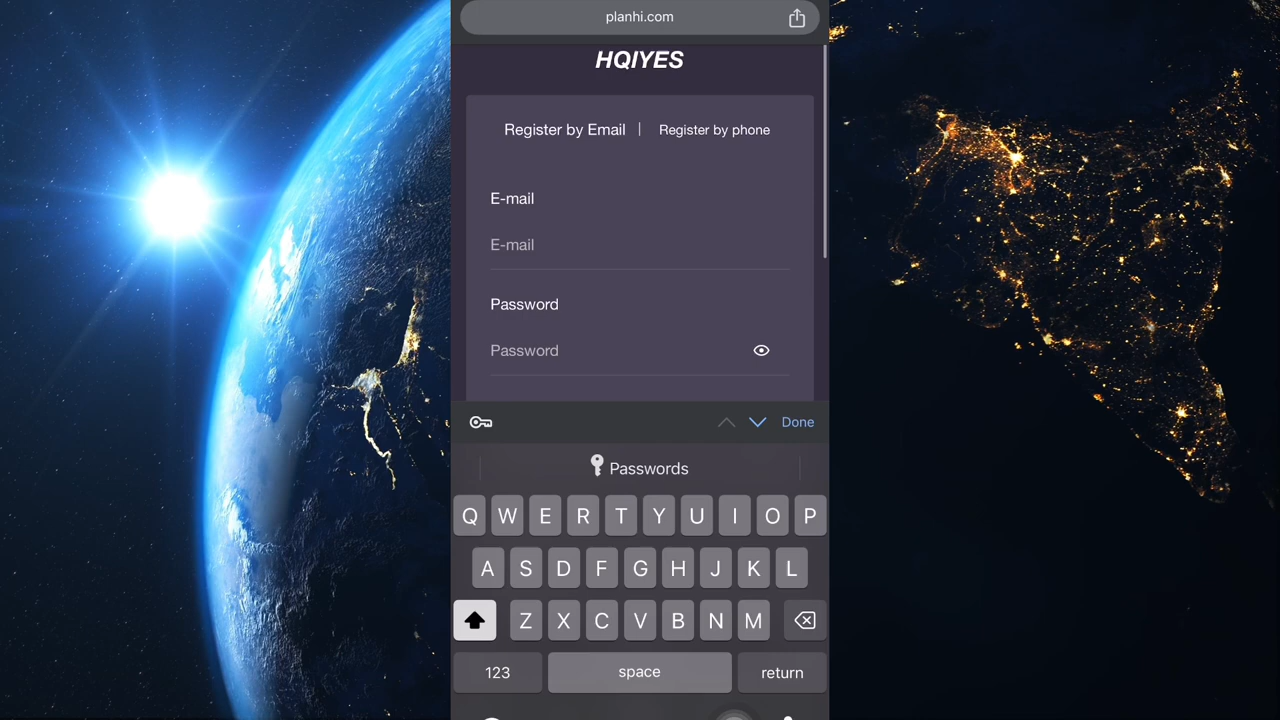 planhi.com
HQIYES
Register by Email | Register by phone
E-mail
E-mail
Password
Password
Done
Passwords
Q W E R T Y U I O P
A S D F G H J K L
Z X C V B N M
123 space return